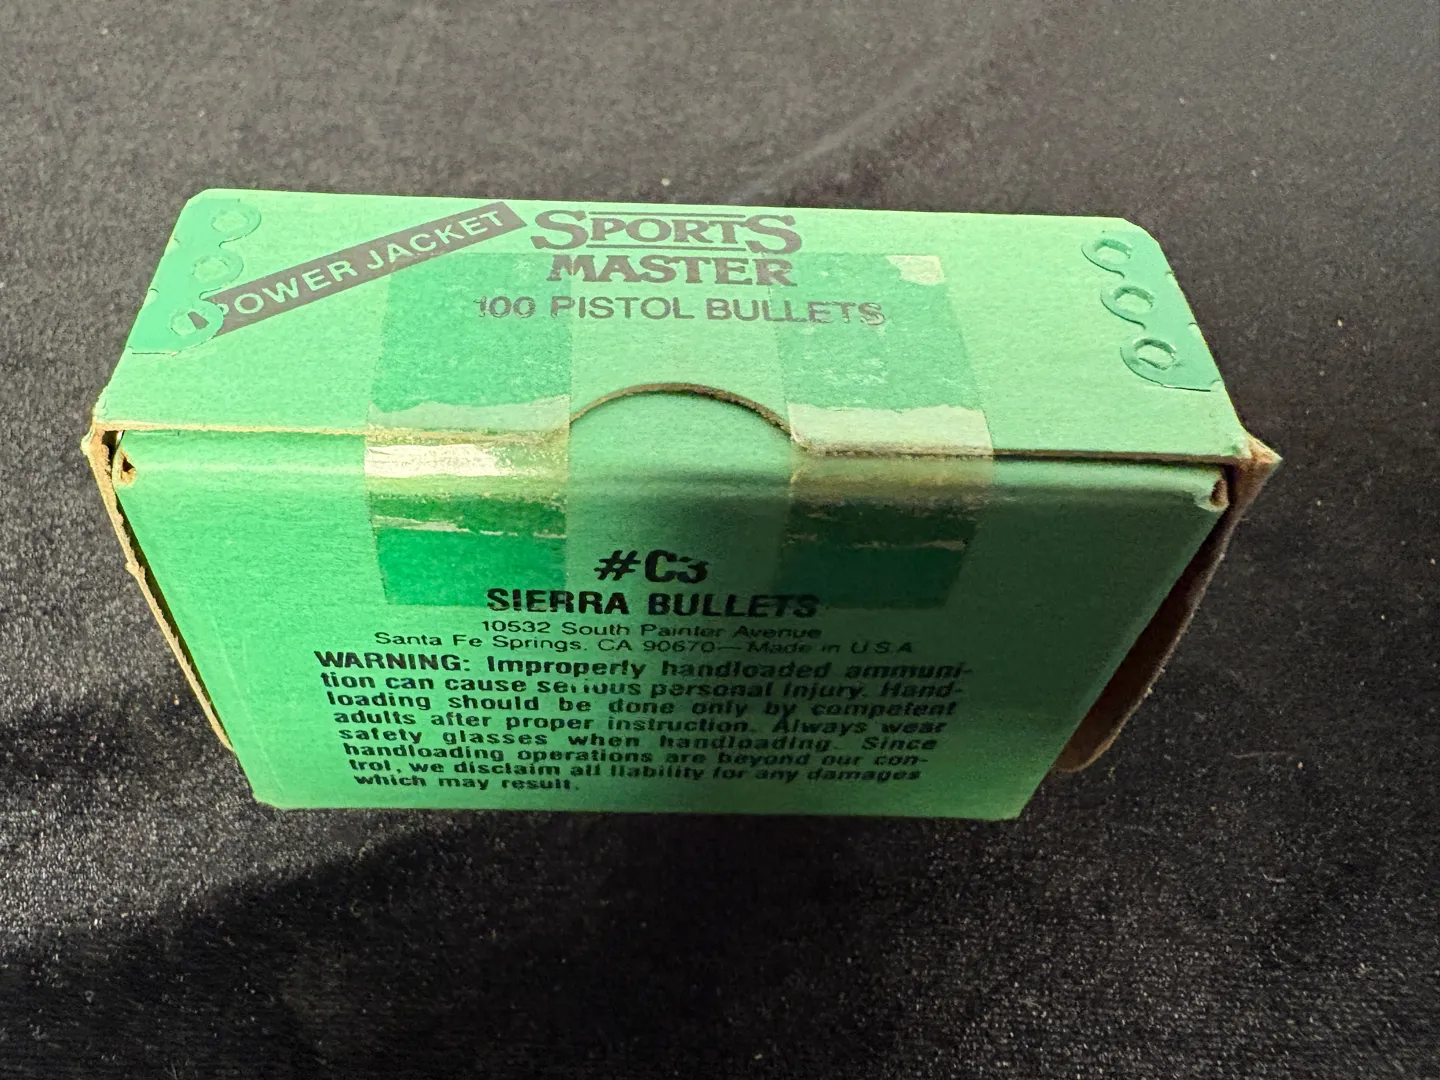 POWER JACKET
SPORTS
MASTER
100 PISTOL BULLETS
#C3
SIERRA BULLETS
10532 South Painter Avenue
Santa Fe Springs, CA 90670—Made in U.S.A.
WARNING: Improperly handloaded ammuni-
tion can cause serious personal injury. Hand-
loading should be done only by competent
adults after proper instruction. Always wear
safety glasses when handloading. Since
handloading operations are beyond our con-
trol, we disclaim all liability for any damages
which may result.